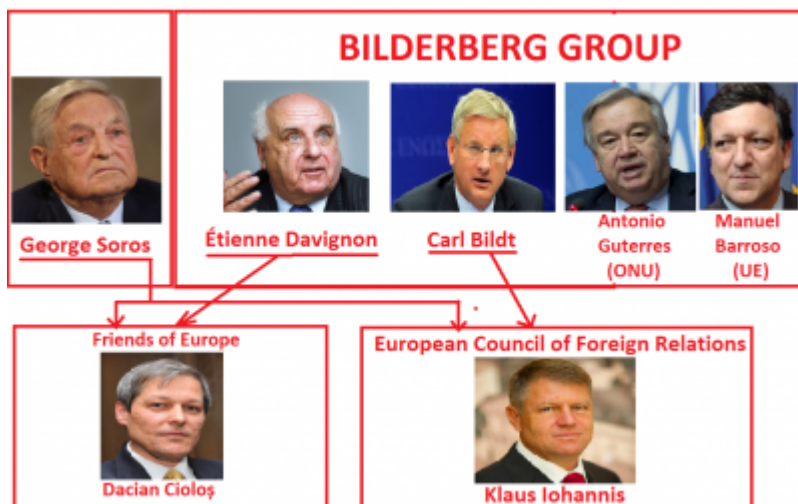 BILDERBERG GROUP
George Soros
Étienne Davignon
Carl Bildt
Antonio
Guterres
(ONU)
Manuel
Barroso
(UE)
Friends of Europe
Dacian Cioloș
European Council of Foreign Relations
Klaus Iohannis